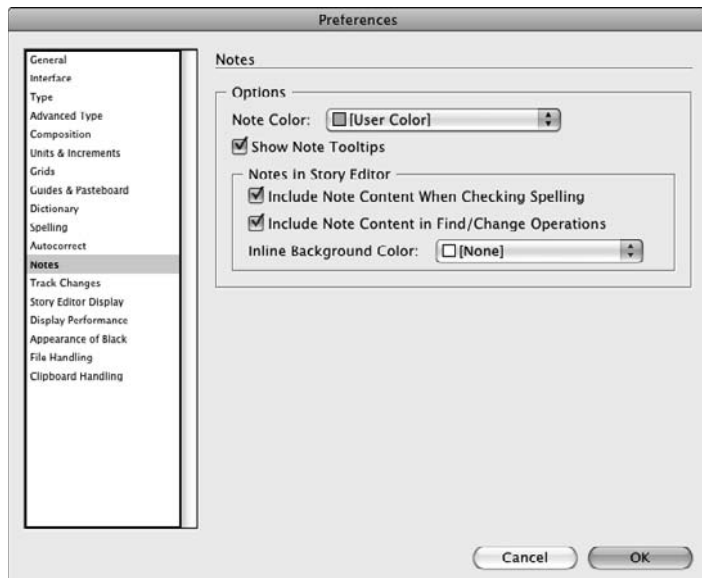 Preferences
General
Interface
Type
Advanced Type
Composition
Units & Increments
Grids
Guides & Pasteboard
Dictionary
Spelling
Autocorrect
Notes
Track Changes
Story Editor Display
Display Performance
Appearance of Black
File Handling
Clipboard Handling
Notes
Options
Note Color: [User Color]
Show Note Tooltips
Notes in Story Editor
Include Note Content When Checking Spelling
Include Note Content in Find/Change Operations
Inline Background Color: [None]
Cancel OK